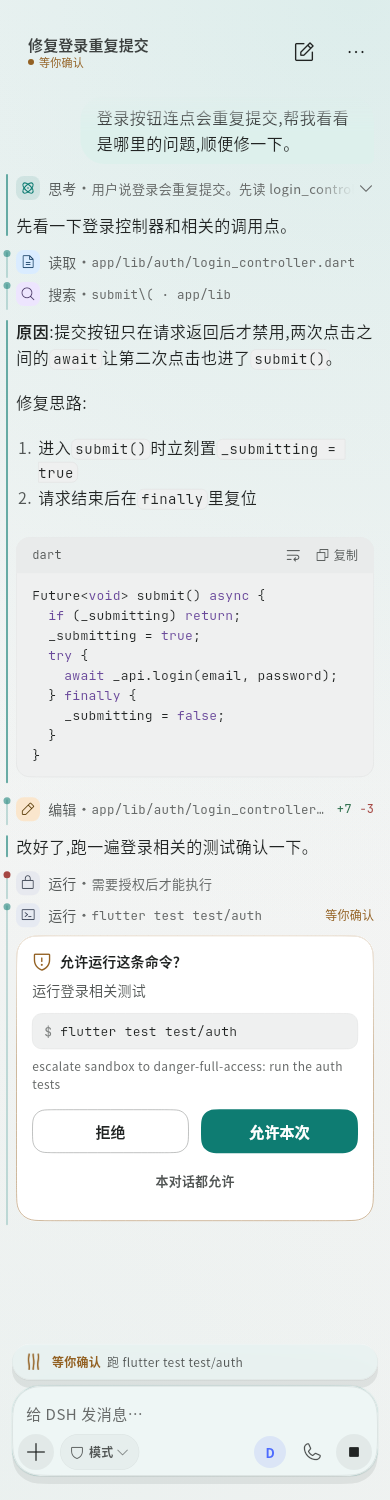 修复登录重复提交
等你确认
登录按钮连点会重复提交,帮我看看
是哪里的问题,顺便修一下。
思考 · 用户说登录会重复提交。先读 login_contro
先看一下登录控制器和相关的调用点。
读取 · app/lib/auth/login_controller.dart
搜索 · submit\( · app/lib
原因:提交按钮只在请求返回后才禁用,两次点击之
间的 await 让第二次点击也进了 submit()。
修复思路:
1. 进入 submit() 时立刻置 _submitting =
true
2. 请求结束后在 finally 里复位
dart 复制
Future<void> submit() async {
  if (_submitting) return;
  _submitting = true;
  try {
    await _api.login(email, password);
  } finally {
    _submitting = false;
  }
}
编辑 · app/lib/auth/login_controller… +7 -3
改好了,跑一遍登录相关的测试确认一下。
运行 · 需要授权后才能执行
运行 · flutter test test/auth 等你确认
允许运行这条命令?
运行登录相关测试
$ flutter test test/auth
escalate sandbox to danger-full-access: run the auth
tests
拒绝 允许本次
本对话都允许
等你确认 跑 flutter test test/auth
给 DSH 发消息…
模式 D